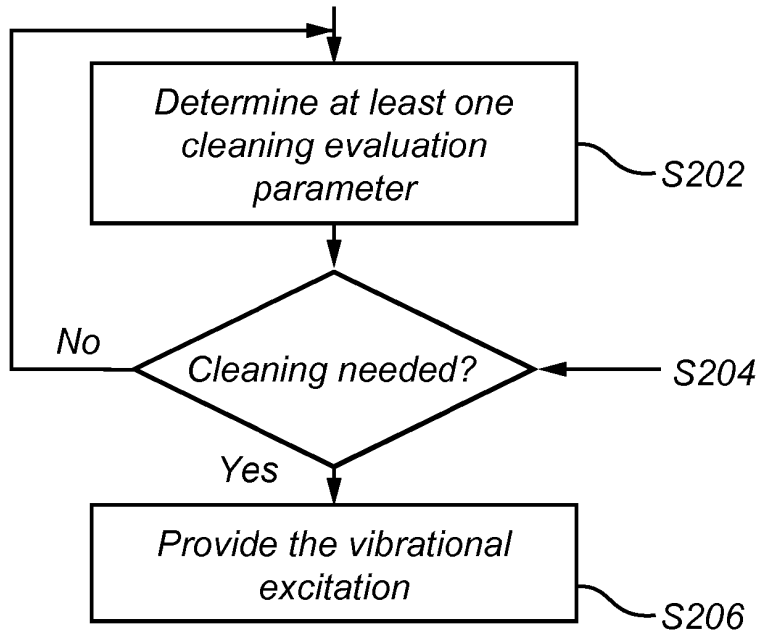 Determine at least one
cleaning evaluation
parameter
S202
No
Cleaning needed?
S204
Yes
Provide the vibrational
excitation
S206